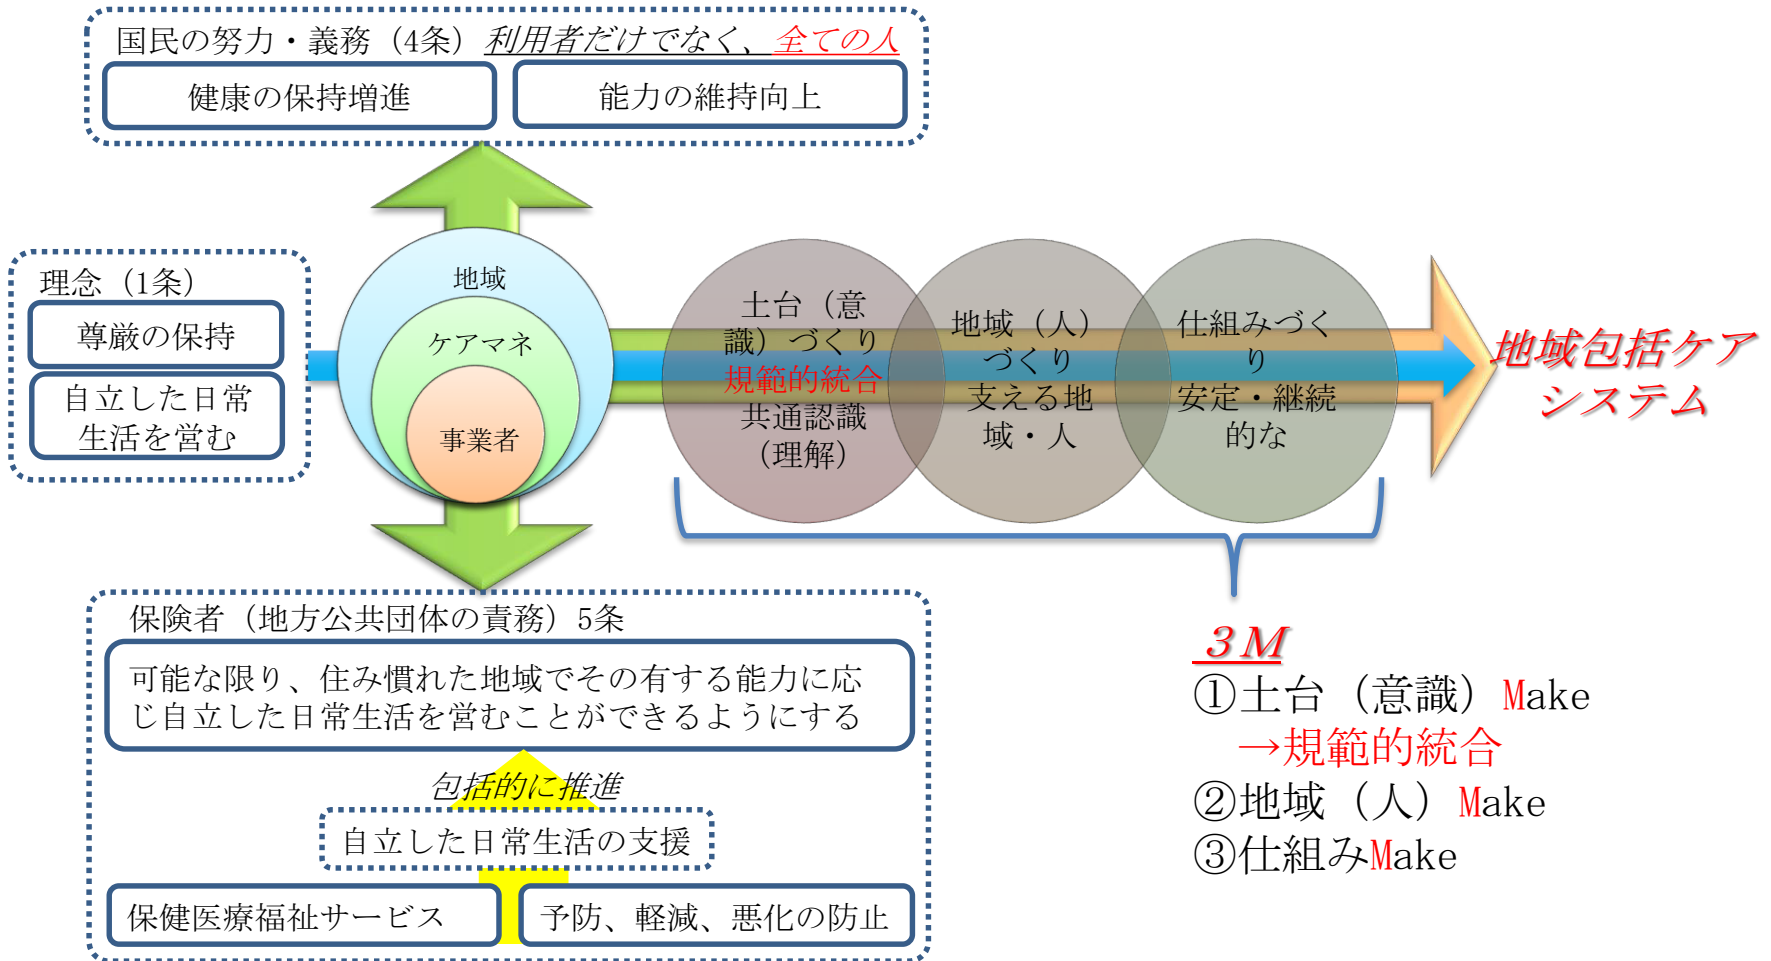 国民の努力・義務（4条）利用者だけでなく、全ての人
健康の保持増進
能力の維持向上
理念（1条）
尊厳の保持
自立した日常
生活を営む
地域
ケアマネ
事業者
土台（意
識）づくり
規範的統合
共通認識
（理解）
地域（人）
づくり
支える地
域・人
仕組みづく
り
安定・継続
的な
地域包括ケア
システム
保険者（地方公共団体の責務）5条
可能な限り、住み慣れた地域でその有する能力に応
じ自立した日常生活を営むことができるようにする
包括的に推進
自立した日常生活の支援
保健医療福祉サービス
予防、軽減、悪化の防止
３Ｍ
①土台（意識）Make
→規範的統合
②地域（人）Make
③仕組みMake